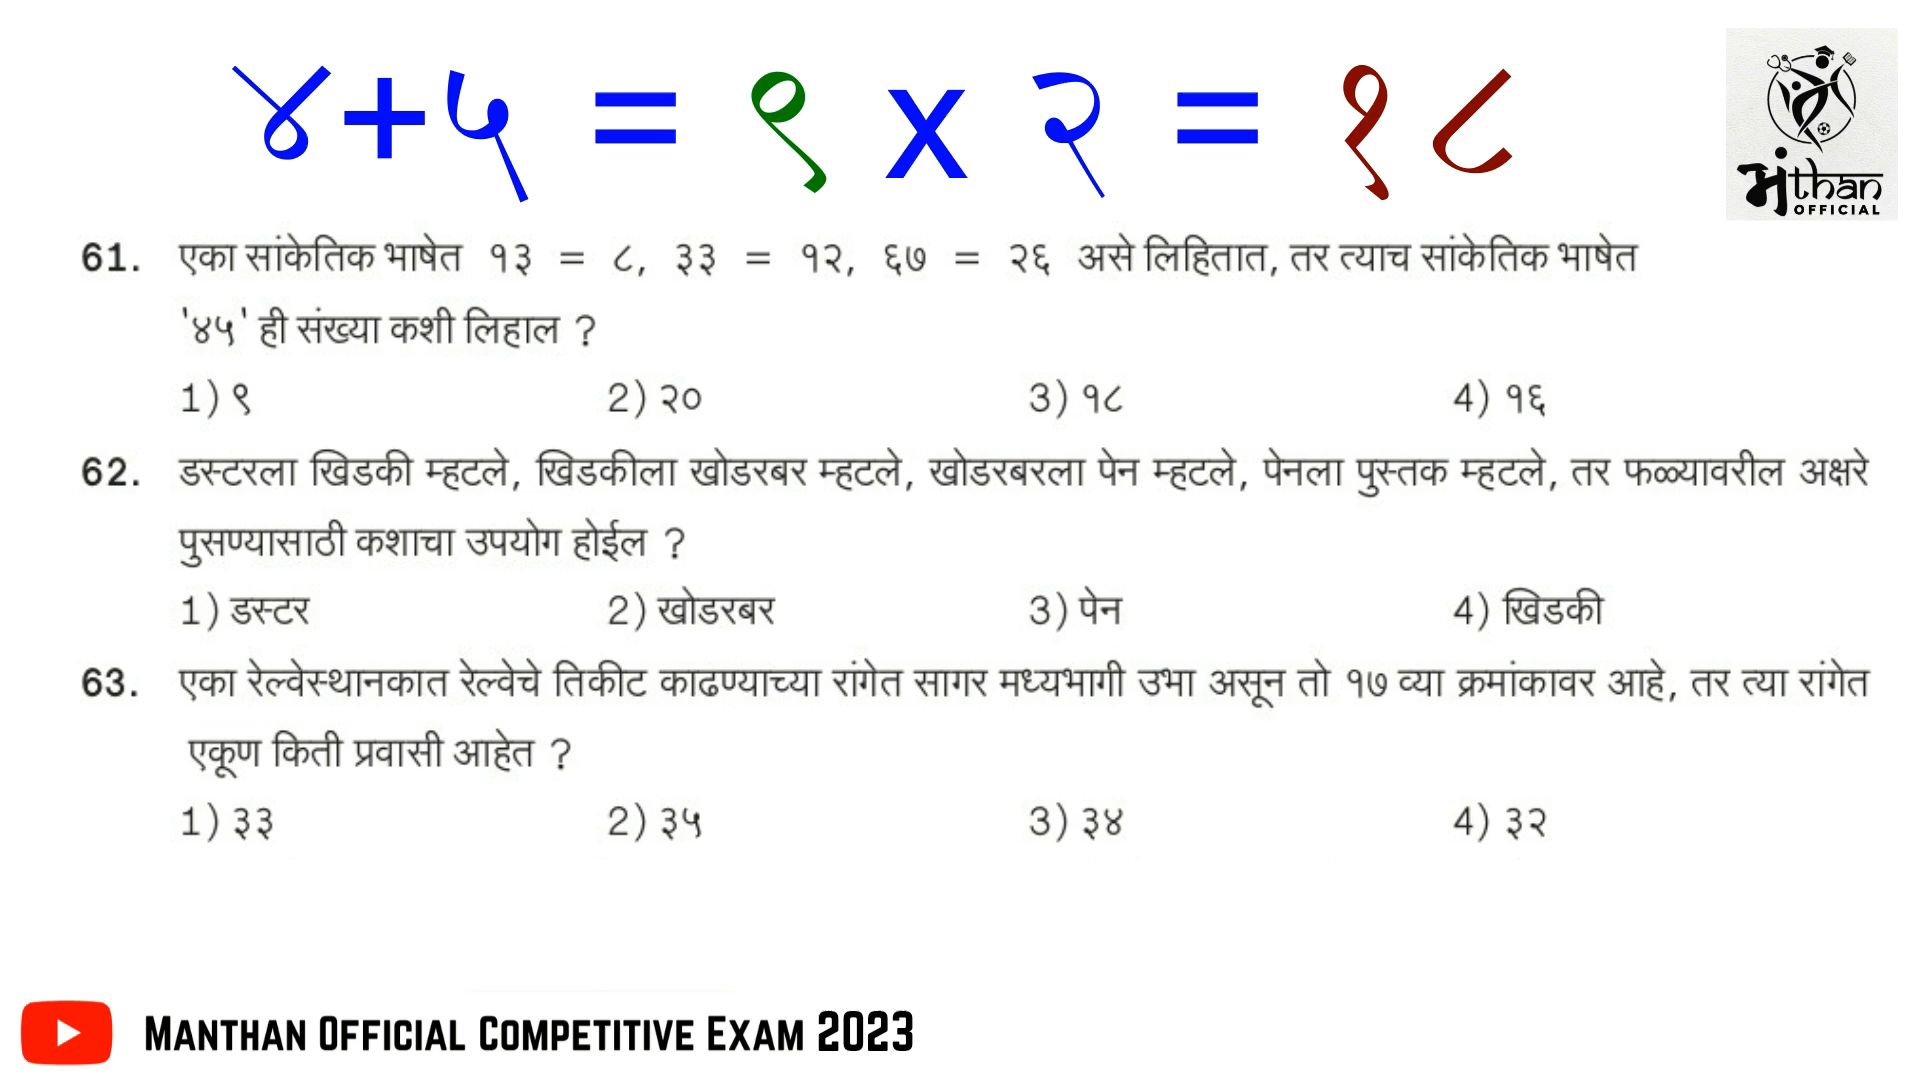 ४+५ = ९ x २ = १८
मंthan
OFFICIAL
61. एका सांकेतिक भाषेत १३ = ८, ३३ = १२, ६७ = २६ असे लिहितात, तर त्याच सांकेतिक भाषेत
'४५' ही संख्या कशी लिहाल ?
1) ९ 2) २० 3) १८ 4) १६
62. डस्टरला खिडकी म्हटले, खिडकीला खोडरबर म्हटले, खोडरबरला पेन म्हटले, पेनला पुस्तक म्हटले, तर फळ्यावरील अक्षरे
पुसण्यासाठी कशाचा उपयोग होईल ?
1) डस्टर 2) खोडरबर 3) पेन 4) खिडकी
63. एका रेल्वेस्थानकात रेल्वेचे तिकीट काढण्याच्या रांगेत सागर मध्यभागी उभा असून तो १७ व्या क्रमांकावर आहे, तर त्या रांगेत
एकूण किती प्रवासी आहेत ?
1) ३३ 2) ३५ 3) ३४ 4) ३२
MANTHAN OFFICIAL COMPETITIVE EXAM 2023